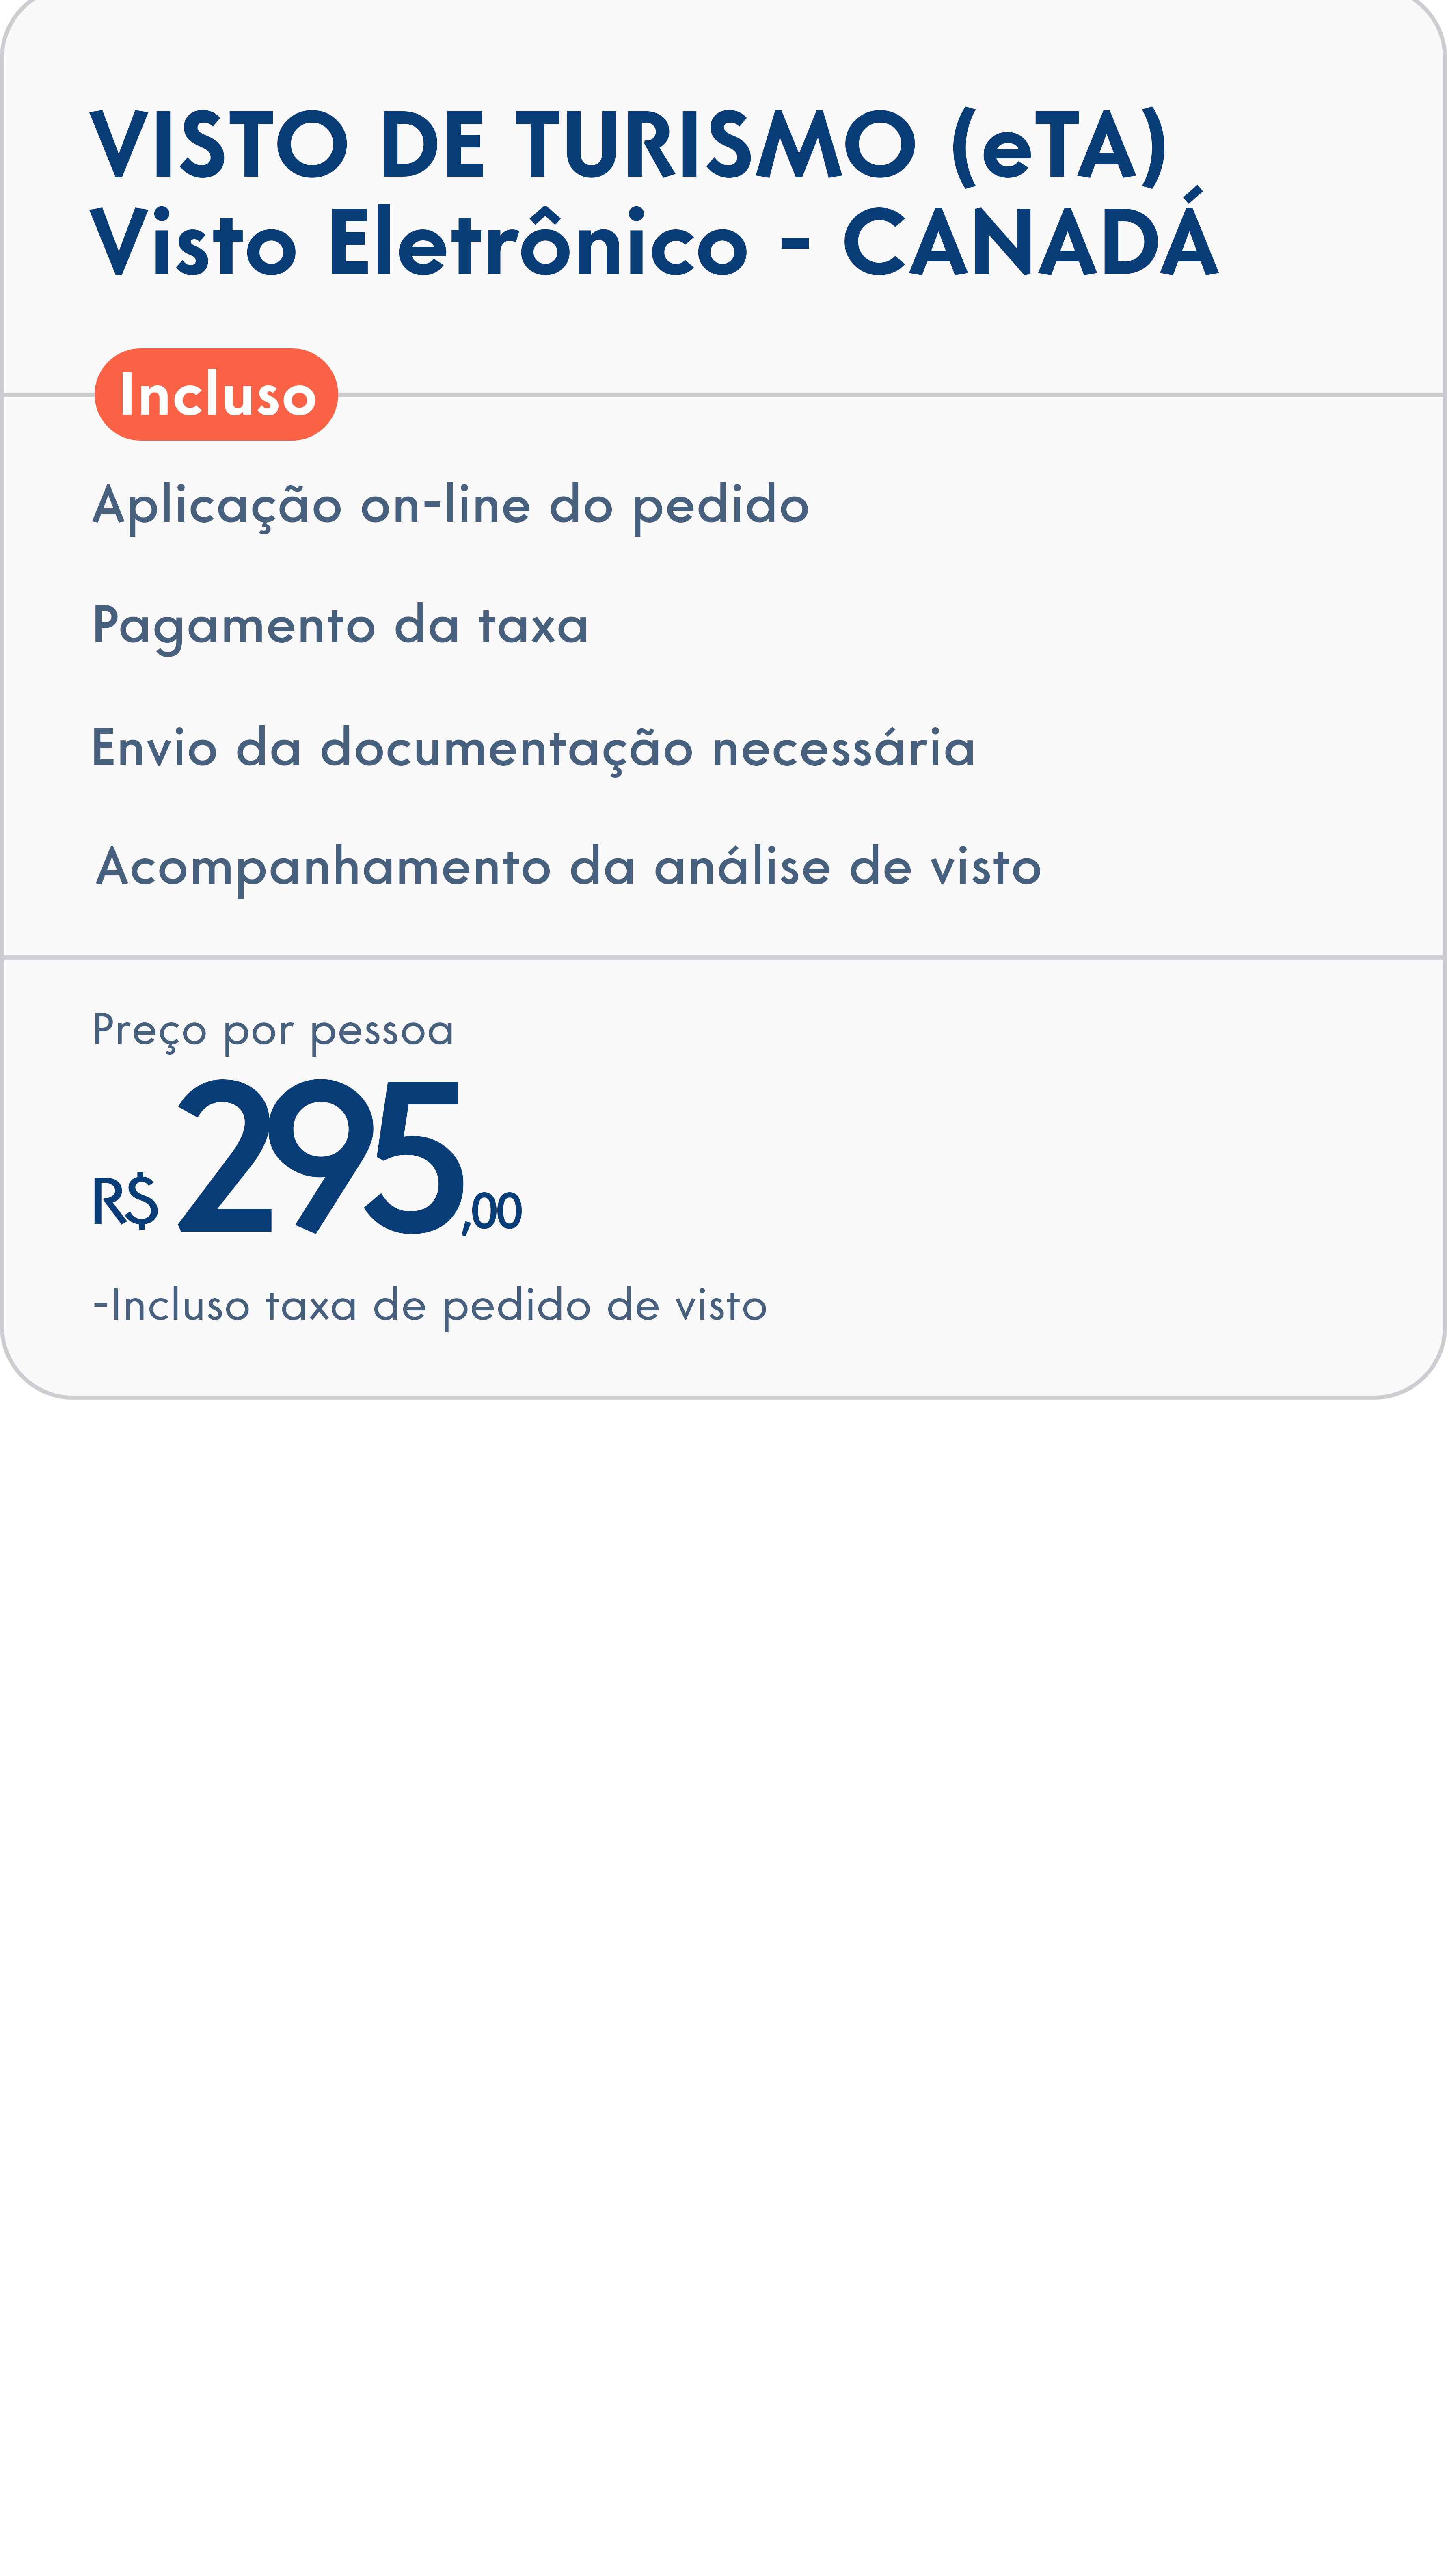 VISTO DE TURISMO (eTA)
Visto Eletrônico - CANADÁ
Incluso
Aplicação on-line do pedido
Pagamento da taxa
Envio da documentação necessária
Acompanhamento da análise de visto
Preço por pessoa
R$ 295,00
-Incluso taxa de pedido de visto